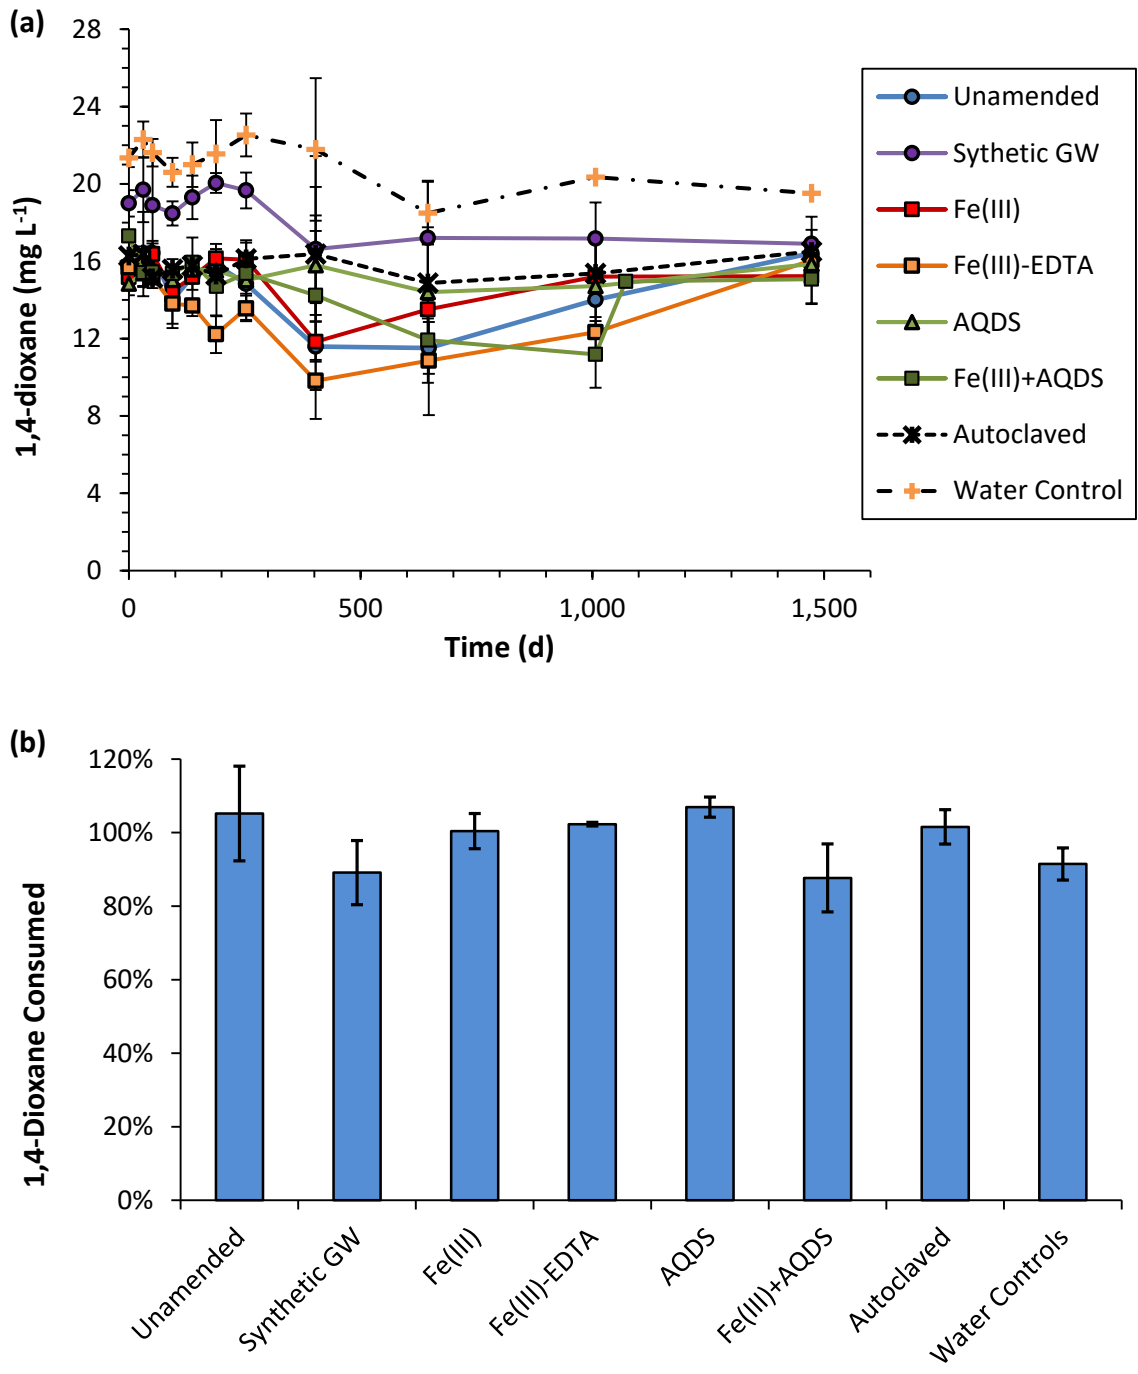 (a)
28
24
20
16
12
8
4
0
1,4-dioxane (mg L-1)
0 500 1,000 1,500
Time (d)
Unamended
Sythetic GW
Fe(III)
Fe(III)-EDTA
AQDS
Fe(III)+AQDS
Autoclaved
Water Control
(b)
120%
100%
80%
60%
40%
20%
0%
1,4-Dioxane Consumed
Unamended
Synthetic GW
Fe(III)
Fe(III)-EDTA
AQDS
Fe(III)+AQDS
Autoclaved
Water Controls